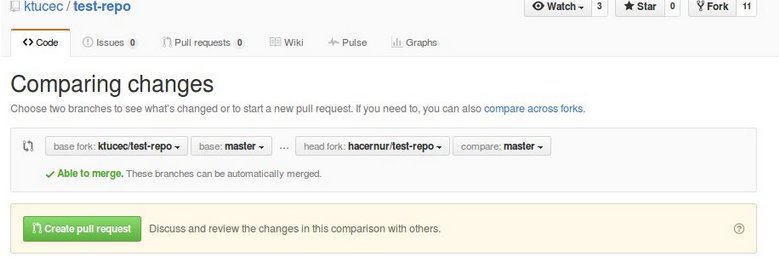 ktucec / test-repo Watch 3 Star 0 Fork 11
Code Issues 0 Pull requests 0 Wiki Pulse Graphs
Comparing changes
Choose two branches to see what's changed or to start a new pull request. If you need to, you can also compare across forks.
base fork: ktucec/test-repo base: master ... head fork: hacernur/test-repo compare: master
Able to merge. These branches can be automatically merged.
Create pull request Discuss and review the changes in this comparison with others. ?